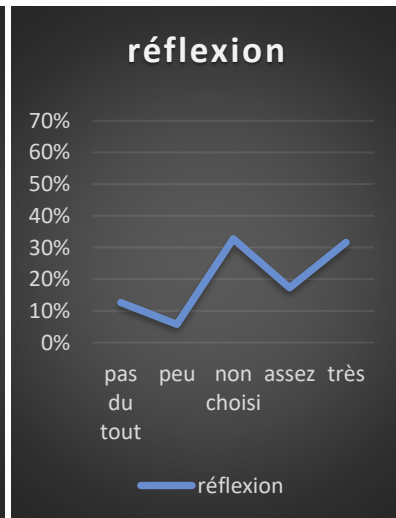 réflexion
70%
60%
50%
40%
30%
20%
10%
0%
pas du tout
peu
non choisi
assez
très
réflexion